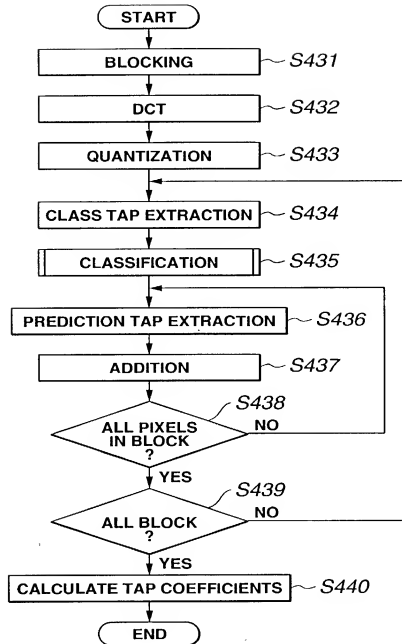 START
BLOCKING S431
DCT S432
QUANTIZATION S433
CLASS TAP EXTRACTION S434
CLASSIFICATION S435
PREDICTION TAP EXTRACTION S436
ADDITION S437
S438
ALL PIXELS
IN BLOCK
?
NO
YES
S439
ALL BLOCK
?
NO
YES
CALCULATE TAP COEFFICIENTS S440
END